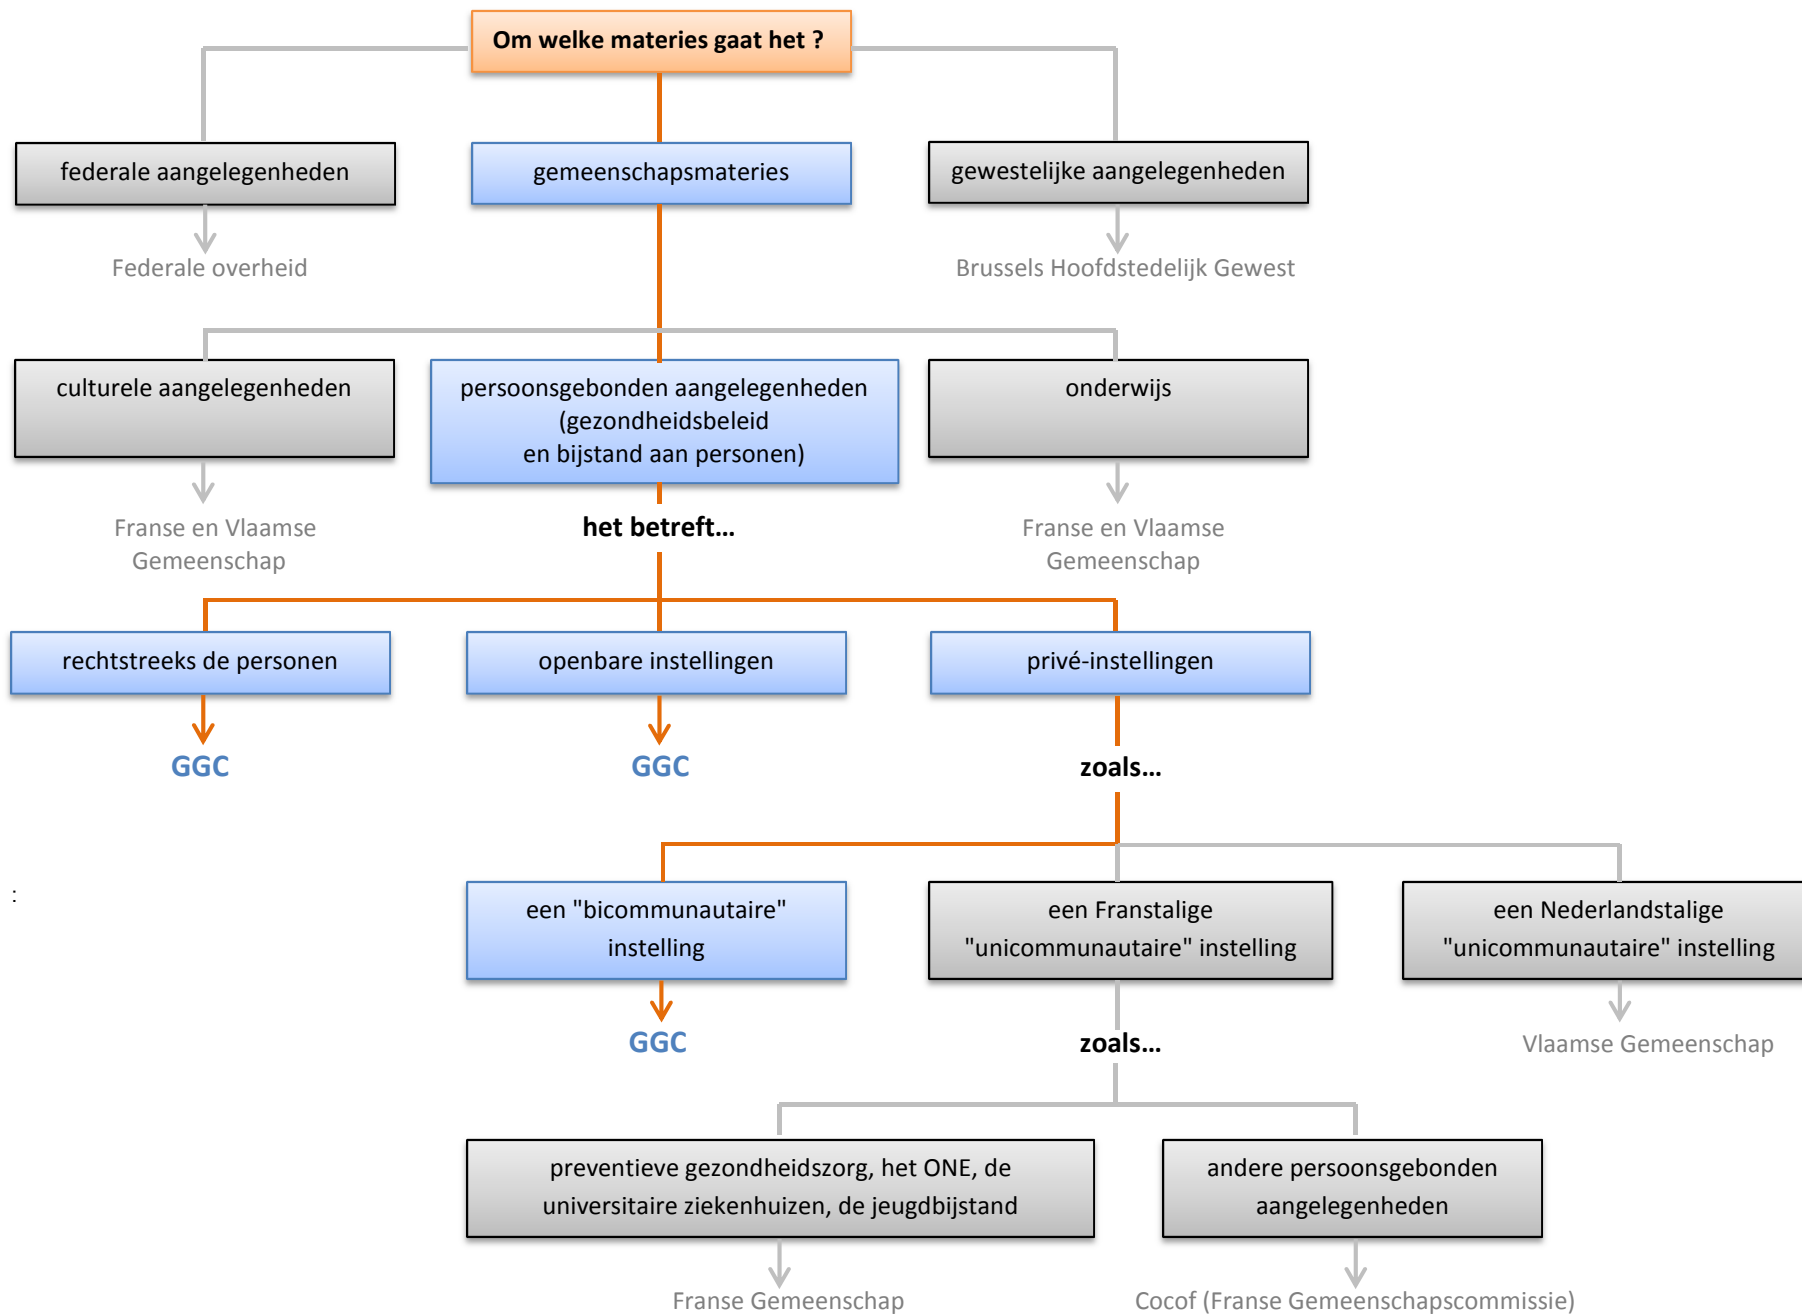 Om welke materies gaat het ?
federale aangelegenheden
gemeenschapsmateries
gewestelijke aangelegenheden
Federale overheid
Brussels Hoofdstedelijk Gewest
culturele aangelegenheden
persoonsgebonden aangelegenheden
(gezondheidsbeleid
en bijstand aan personen)
onderwijs
Franse en Vlaamse
Gemeenschap
het betreft...
Franse en Vlaamse
Gemeenschap
rechtstreeks de personen
openbare instellingen
privé-instellingen
GGC
GGC
zoals...
:
een "bicommunautaire"
instelling
een Franstalige
"unicommunautaire" instelling
een Nederlandstalige
"unicommunautaire" instelling
GGC
zoals...
Vlaamse Gemeenschap
preventieve gezondheidszorg, het ONE, de
universitaire ziekenhuizen, de jeugdbijstand
andere persoonsgebonden
aangelegenheden
Franse Gemeenschap
Cocof (Franse Gemeenschapscommissie)